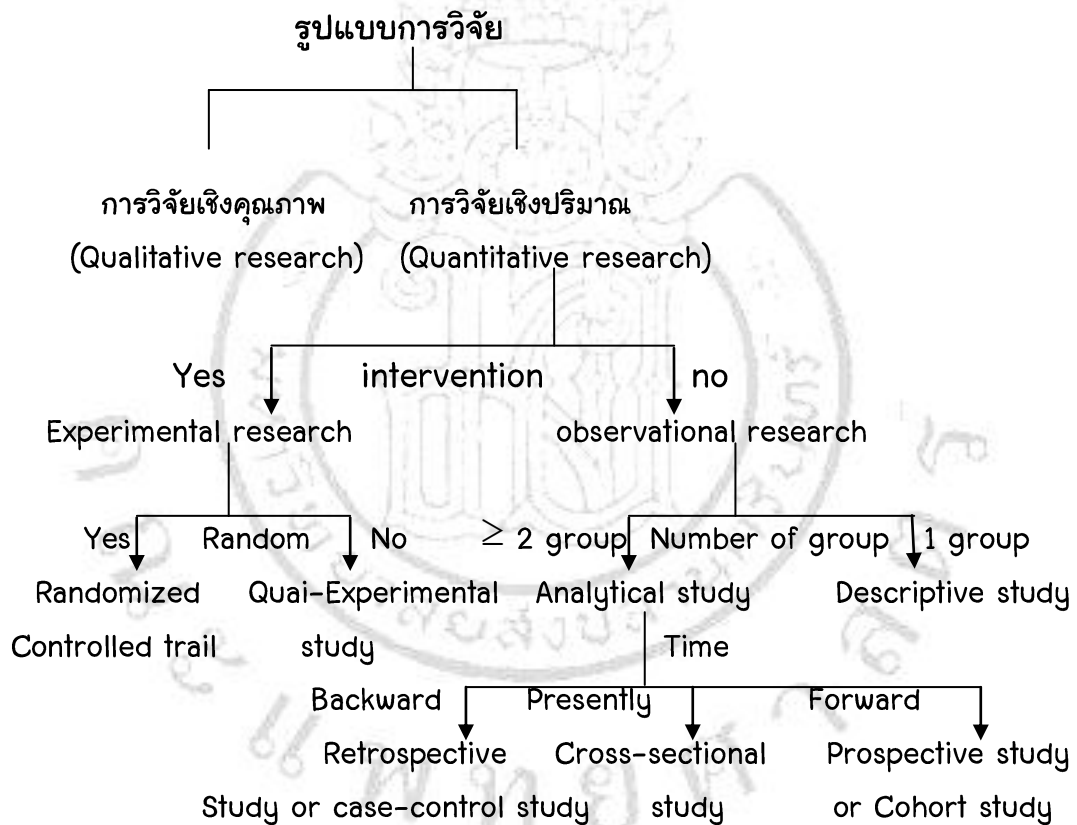 รูปแบบการวิจัย
การวิจัยเชิงคุณภาพ การวิจัยเชิงปริมาณ
(Qualitative research) (Quantitative research)
Yes intervention no
Experimental research observational research
Yes Random No ≥ 2 group Number of group 1 group
Randomized Quai-Experimental Analytical study Descriptive study
Controlled trail study Time
Backward Presently Forward
Retrospective Cross-sectional Prospective study
Study or case-control study study or Cohort study